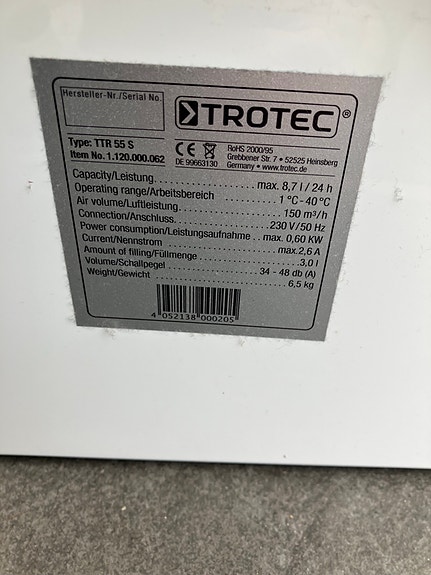 Hersteller-Nr./Serial No.
TROTEC®
Type: TTR 55 S
Item No. 1.120.000.062
CE
DE 99663130
RoHS 2000/95
Grebbener Str. 7 • 52525 Heinsberg
Germany • www.trotec.de
Capacity/Leistung.....................max. 8,7 l / 24 h
Operating range/Arbeitsbereich..............1 °C -40 °C
Air volume/Luftleistung.....................150 m³/h
Connection/Anschluss.....................230 V/50 Hz
Power consumption/Leistungsaufnahme...max. 0,60 KW
Current/Nennstrom.....................max. 2,6 A
Amount of filling/Füllmenge.....................3,0 l
Volume/Schallpegel.....................34 - 48 db (A)
Weight/Gewicht.....................6,5 kg
4 052138 000205